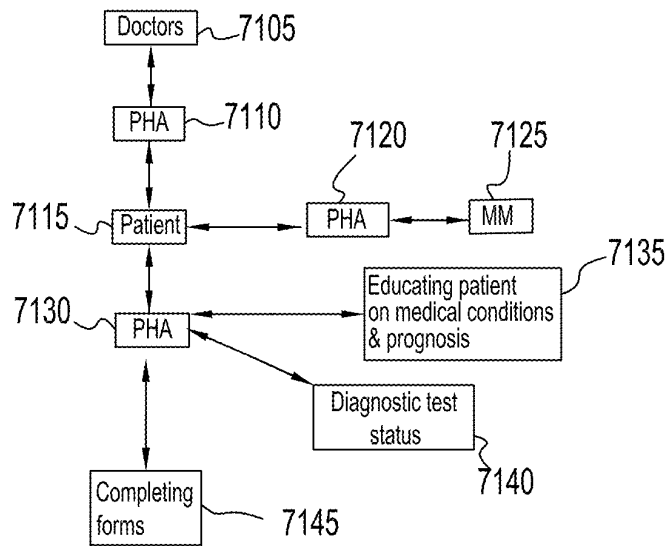 Doctors 7105
PHA 7110
7120 7125
7115 Patient PHA MM
7135
Educating patient
on medical conditions
& prognosis
7130 PHA
Diagnostic test
status
7140
Completing
forms
7145